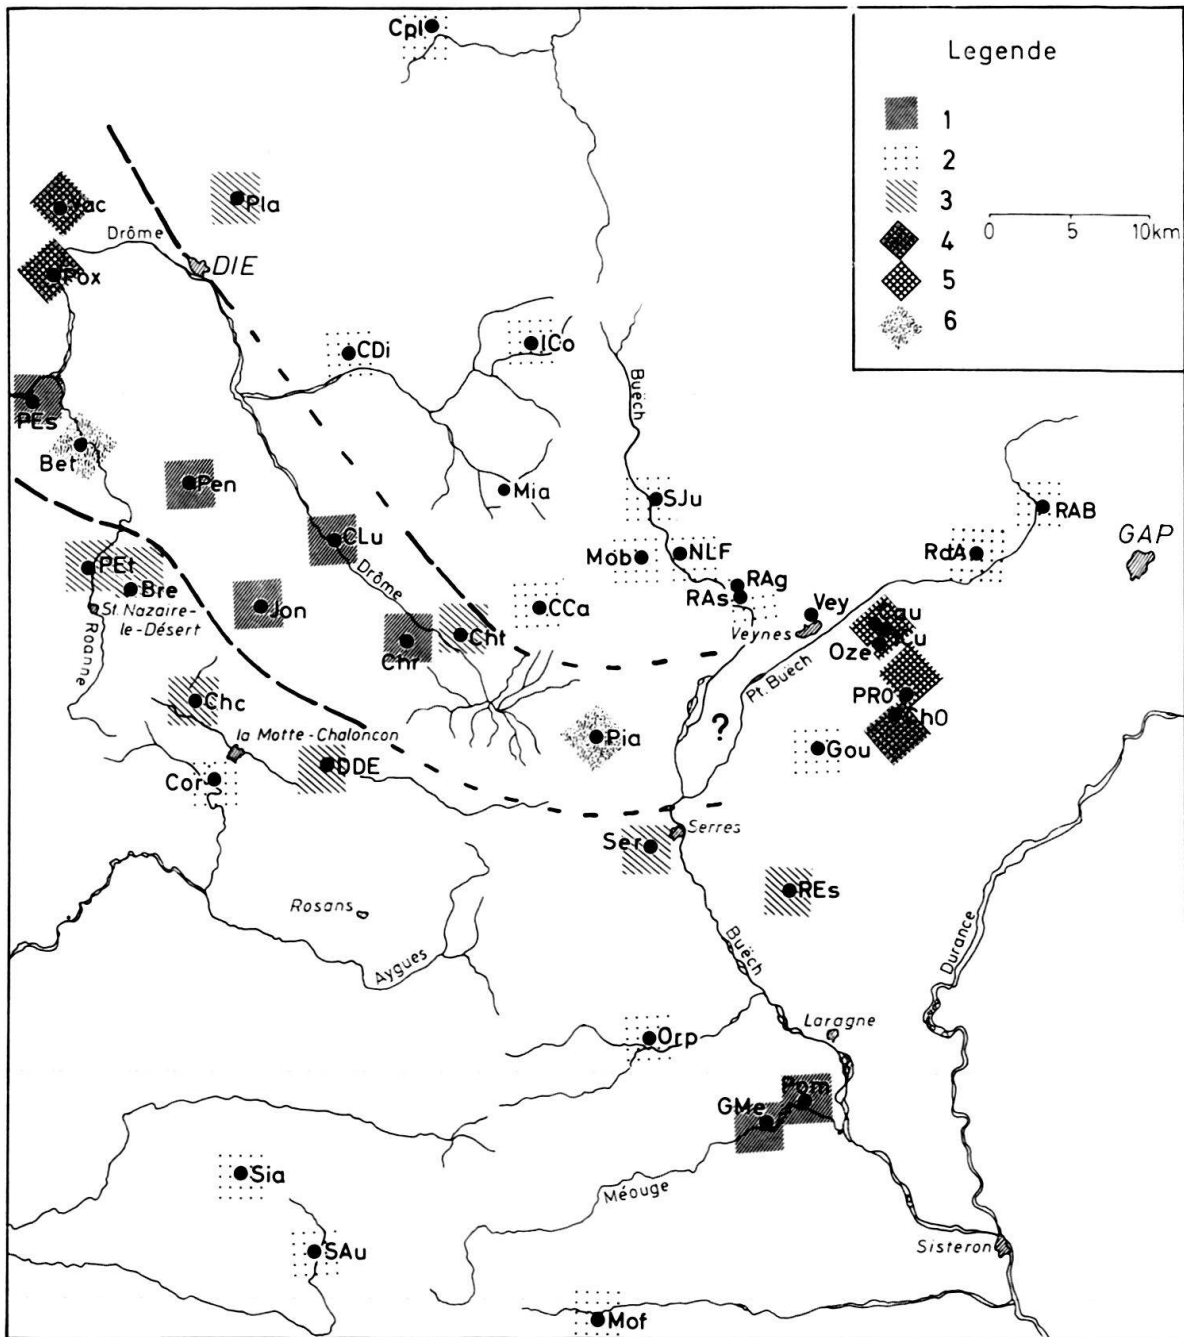 Cpl
Legende
1
2
3
4
5
6
0 5 10km
Pla
Drôme
DIE
CDi
ICo
Buëch
PEs
Bet
Pen
Mia
SJu
RAB
CLu
Mob
NLF
RdA
GAP
PEt
Bre
Drôme
RAg
RAs
St. Nazaire-
le-Désert
Jon
CCa
Vey
Veynes
Roanne
Chr
Cht
Oze
Pt. Buëch
PRO
ChO
Chc
la Motte-Chaloncon
Pia
?
Gou
DDE
Cor
Serres
Ser
Rosans
REs
Aygues
Buëch
Durance
Laragne
Orp
Pom
GMe
Sia
Méouge
SAu
Sisteron
Mof